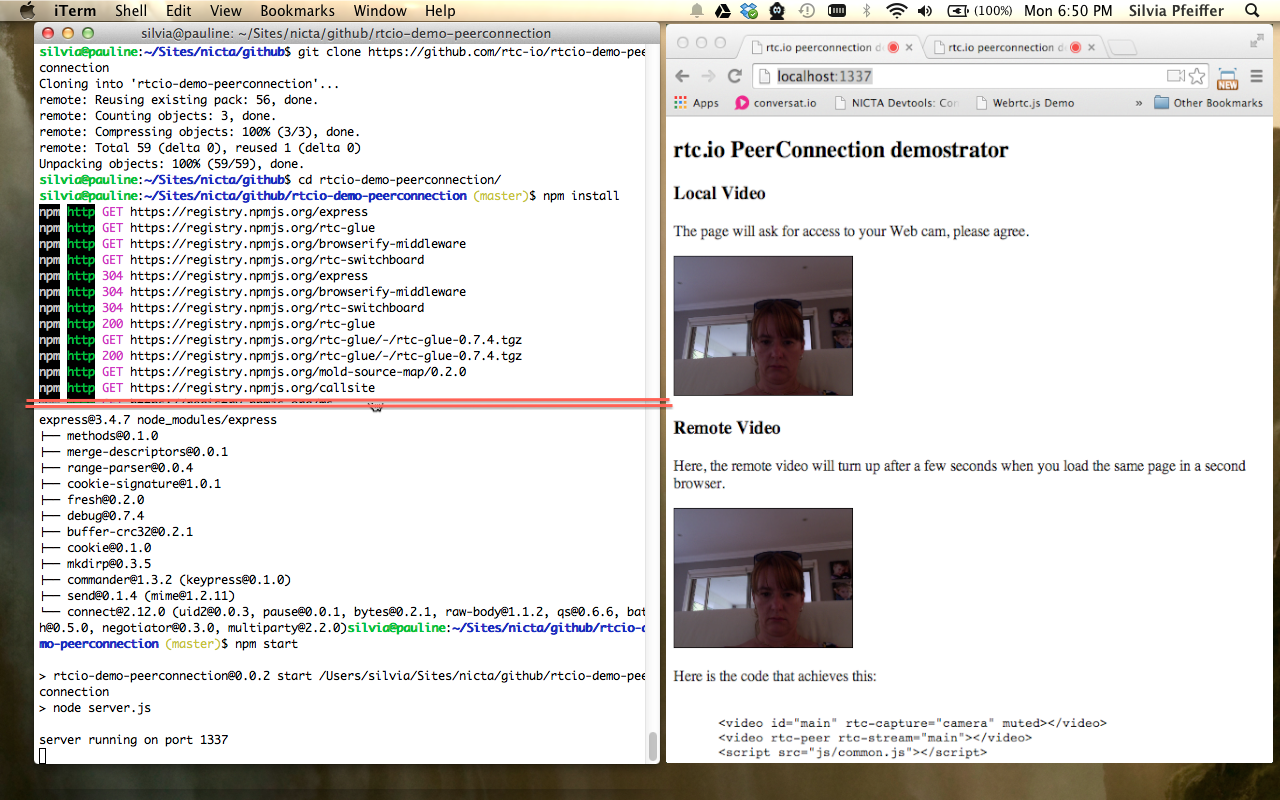 iTerm Shell Edit View Bookmarks Window Help
(100%) Mon 6:50 PM Silvia Pfeiffer
silvia@pauline: ~/Sites/nicta/github/rtcio-demo-peerconnection
silvia@pauline:~/Sites/nicta/github$ git clone https://github.com/rtc-io/rtcio-demo-pee
connection
Cloning into 'rtcio-demo-peerconnection'...
remote: Reusing existing pack: 56, done.
remote: Counting objects: 3, done.
remote: Compressing objects: 100% (3/3), done.
remote: Total 59 (delta 0), reused 1 (delta 0)
Unpacking objects: 100% (59/59), done.
silvia@pauline:~/Sites/nicta/github$ cd rtcio-demo-peerconnection/
silvia@pauline:~/Sites/nicta/github/rtcio-demo-peerconnection (master)$ npm install
npm http GET https://registry.npmjs.org/express
npm http GET https://registry.npmjs.org/rtc-glue
npm http GET https://registry.npmjs.org/browserify-middleware
npm http GET https://registry.npmjs.org/rtc-switchboard
npm http 304 https://registry.npmjs.org/express
npm http 304 https://registry.npmjs.org/browserify-middleware
npm http 304 https://registry.npmjs.org/rtc-switchboard
npm http 200 https://registry.npmjs.org/rtc-glue
npm http GET https://registry.npmjs.org/rtc-glue/-/rtc-glue-0.7.4.tgz
npm http 200 https://registry.npmjs.org/rtc-glue/-/rtc-glue-0.7.4.tgz
npm http GET https://registry.npmjs.org/mold-source-map/0.2.0
npm http GET https://registry.npmjs.org/callsite
express@3.4.7 node_modules/express
├── methods@0.1.0
├── merge-descriptors@0.0.1
├── range-parser@0.0.4
├── cookie-signature@1.0.1
├── fresh@0.2.0
├── debug@0.7.4
├── buffer-crc32@0.2.1
├── cookie@0.1.0
├── mkdirp@0.3.5
├── commander@1.3.2 (keypress@0.1.0)
├── send@0.1.4 (mime@1.2.11)
└── connect@2.12.0 (uid2@0.0.3, pause@0.0.1, bytes@0.2.1, raw-body@1.1.2, qs@0.6.6, bat
h@0.5.0, negotiator@0.3.0, multiparty@2.2.0)silvia@pauline:~/Sites/nicta/github/rtcio-d
mo-peerconnection (master)$ npm start
> rtcio-demo-peerconnection@0.0.2 start /Users/silvia/Sites/nicta/github/rtcio-demo-pee
connection
> node server.js
server running on port 1337
rtc.io peerconnection d
rtc.io peerconnection d
localhost:1337
NEW
Apps conversat.io NICTA Devtools: Con Webrtc.js Demo » Other Bookmarks
rtc.io PeerConnection demostrator
Local Video
The page will ask for access to your Web cam, please agree.
Remote Video
Here, the remote video will turn up after a few seconds when you load the same page in a second
browser.
Here is the code that achieves this:
<video id="main" rtc-capture="camera" muted></video>
<video rtc-peer rtc-stream="main"></video>
<script src="js/common.js"></script>